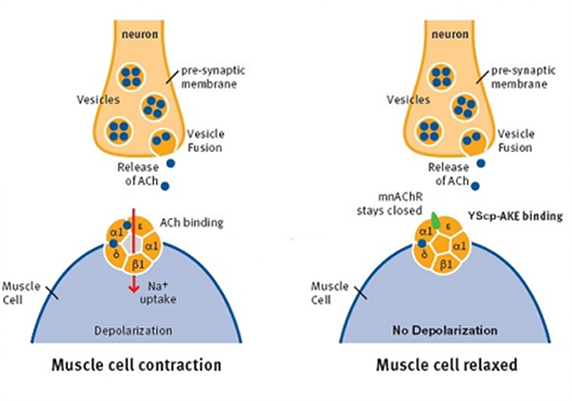 neuron
pre-synaptic
membrane
Vesicles
Vesicle
Fusion
Release
of ACh
ACh binding
α1
ε
δ
α1
β1
Na+
uptake
Muscle
Cell
Depolarization
Muscle cell contraction
neuron
pre-synaptic
membrane
Vesicles
Vesicle
Fusion
Release
of ACh
mnAChR
stays closed
YScp-AKE binding
α1
ε
δ
α1
β1
Muscle
Cell
No Depolarization
Muscle cell relaxed